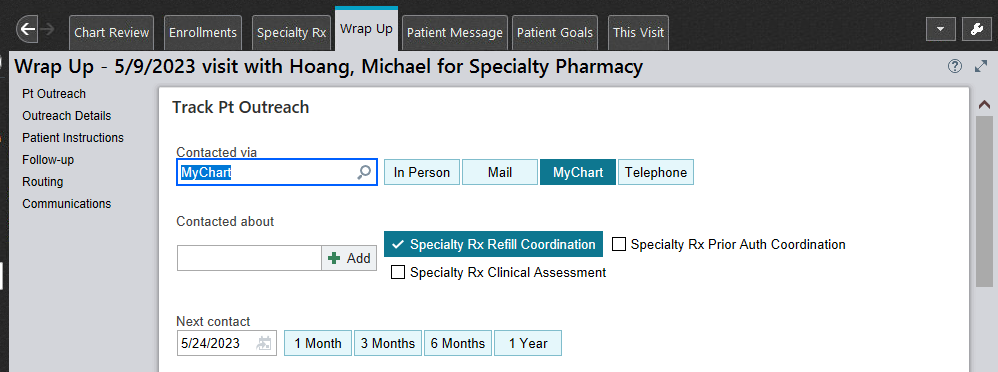 Chart Review Enrollments Specialty Rx Wrap Up Patient Message Patient Goals This Visit
Wrap Up - 5/9/2023 visit with Hoang, Michael for Specialty Pharmacy
?
Pt Outreach
Outreach Details
Patient Instructions
Follow-up
Routing
Communications
Track Pt Outreach
Contacted via
MyChart In Person Mail MyChart Telephone
Contacted about
Specialty Rx Refill Coordination Specialty Rx Prior Auth Coordination
Add
Specialty Rx Clinical Assessment
Next contact
5/24/2023 1 Month 3 Months 6 Months 1 Year